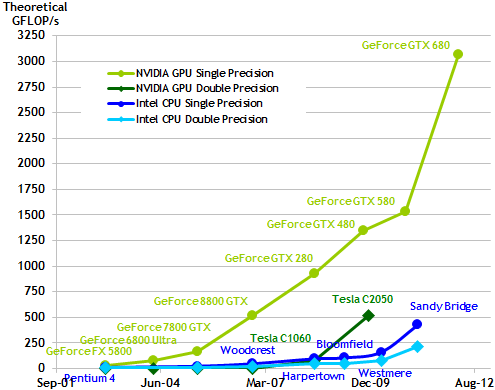 Theoretical
GFLOP/s
3250
3000
2750
2500
2250
2000
1750
1500
1250
1000
750
500
250
0
NVIDIA GPU Single Precision
NVIDIA GPU Double Precision
Intel CPU Single Precision
Intel CPU Double Precision
GeForce GTX 680
GeForce GTX 580
GeForce GTX 480
GeForce GTX 280
GeForce 8800 GTX
GeForce 7800 GTX
GeForce 6800 Ultra
GeForce FX 5800
Tesla C2050
Tesla C1060
Sandy Bridge
Woodcrest
Bloomfield
Pentium 4
Harpertown
Westmere
Sep-01
Jun-04
Mar-07
Dec-09
Aug-12